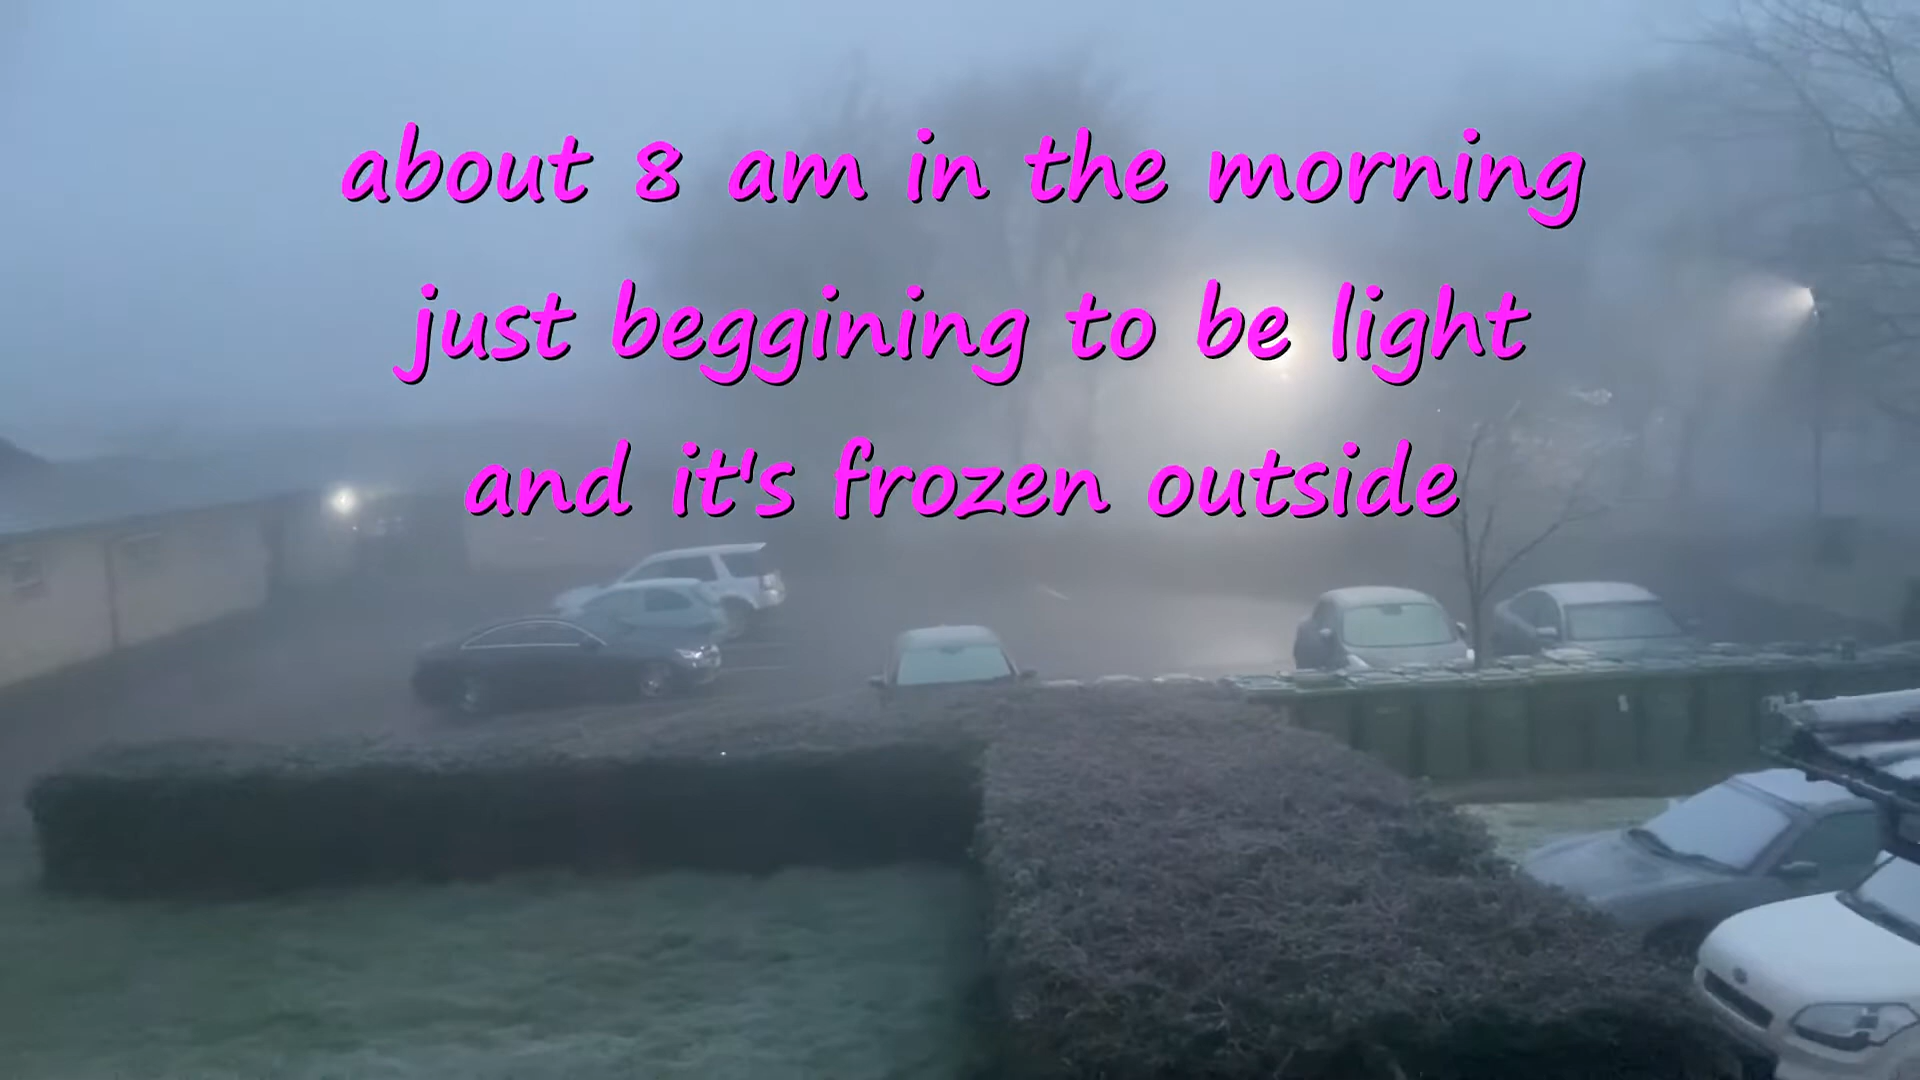 about 8 am in the morning
just beggining to be light
and it's frozen outside